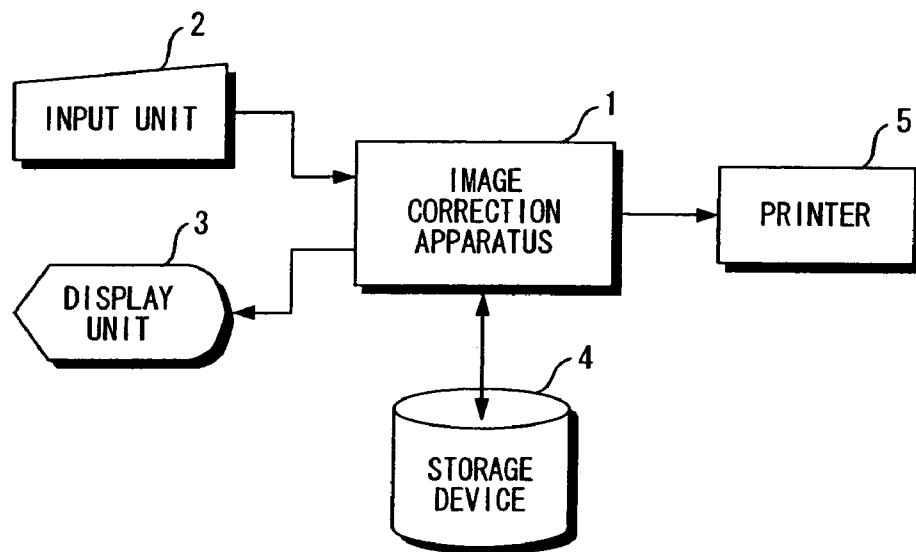 2
INPUT UNIT
1
IMAGE
CORRECTION
APPARATUS
5
PRINTER
3
DISPLAY
UNIT
4
STORAGE
DEVICE